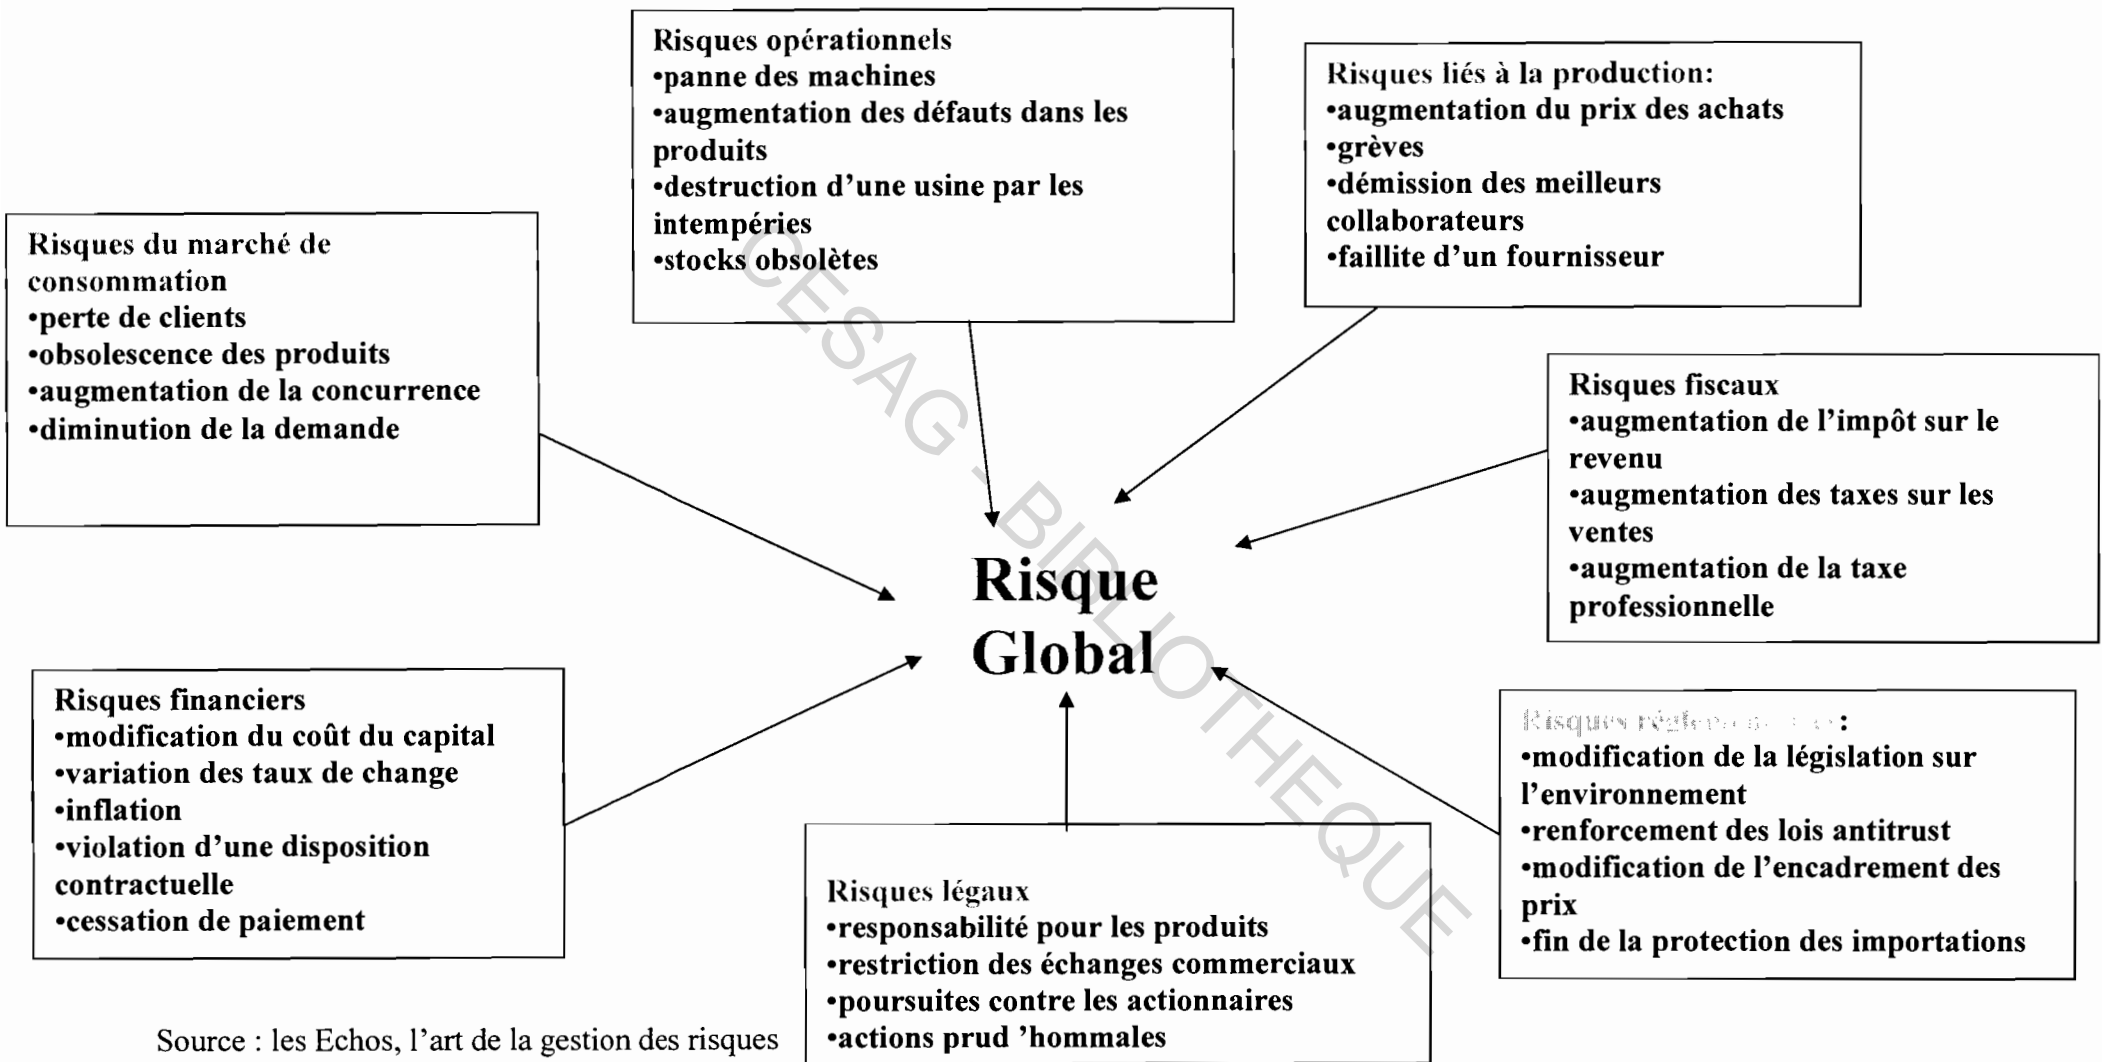 Risques opérationnels
•panne des machines
•augmentation des défauts dans les
produits
•destruction d’une usine par les
intempéries
•stocks obsolètes
Risques liés à la production:
•augmentation du prix des achats
•grèves
•démission des meilleurs
collaborateurs
•faillite d’un fournisseur
Risques du marché de
consommation
•perte de clients
•obsolescence des produits
•augmentation de la concurrence
•diminution de la demande
Risques fiscaux
•augmentation de l’impôt sur le
revenu
•augmentation des taxes sur les
ventes
•augmentation de la taxe
professionnelle
Risque
Global
Risques financiers
•modification du coût du capital
•variation des taux de change
•inflation
•violation d’une disposition
contractuelle
•cessation de paiement
Risques :
•modification de la législation sur
l’environnement
•renforcement des lois antitrust
•modification de l’encadrement des
prix
•fin de la protection des importations
Risques légaux
•responsabilité pour les produits
•restriction des échanges commerciaux
•poursuites contre les actionnaires
•actions prud ’hommales
Source : les Echos, l’art de la gestion des risques
CESAG - BIBLIOTHEQUE